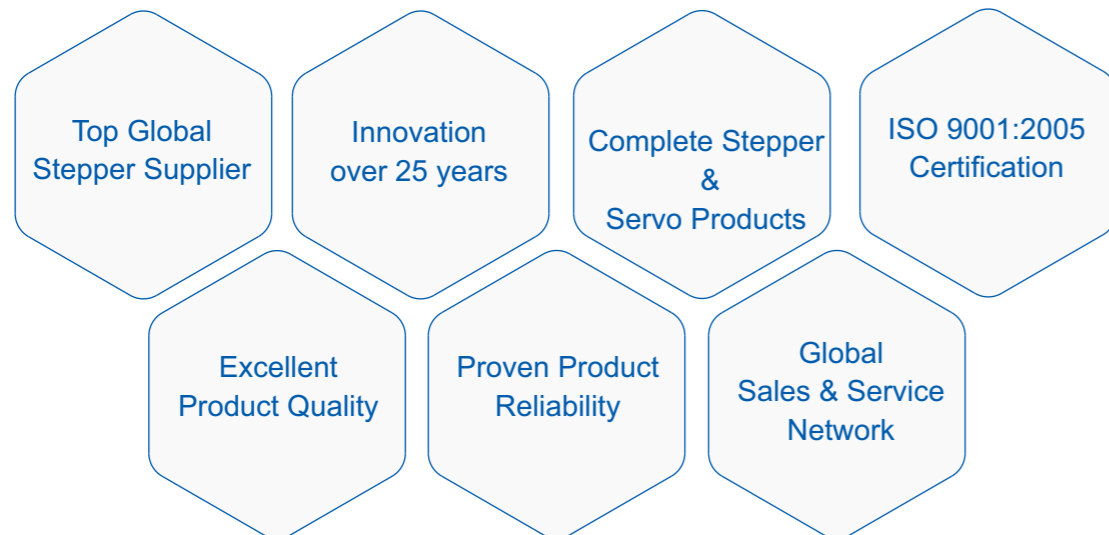 Top Global
Stepper Supplier
Innovation
over 25 years
Complete Stepper
&
Servo Products
ISO 9001:2005
Certification
Excellent
Product Quality
Proven Product
Reliability
Global
Sales & Service
Network